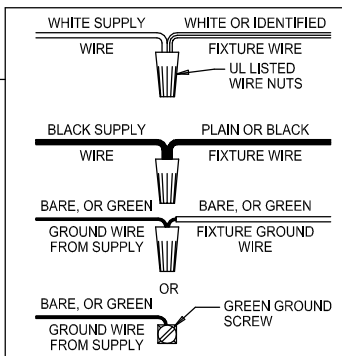 WHITE SUPPLY WHITE OR IDENTIFIED
WIRE FIXTURE WIRE
UL LISTED
WIRE NUTS
BLACK SUPPLY PLAIN OR BLACK
WIRE FIXTURE WIRE
BARE, OR GREEN BARE, OR GREEN
GROUND WIRE FIXTURE GROUND
FROM SUPPLY WIRE
OR
BARE, OR GREEN GREEN GROUND
GROUND WIRE SCREW
FROM SUPPLY